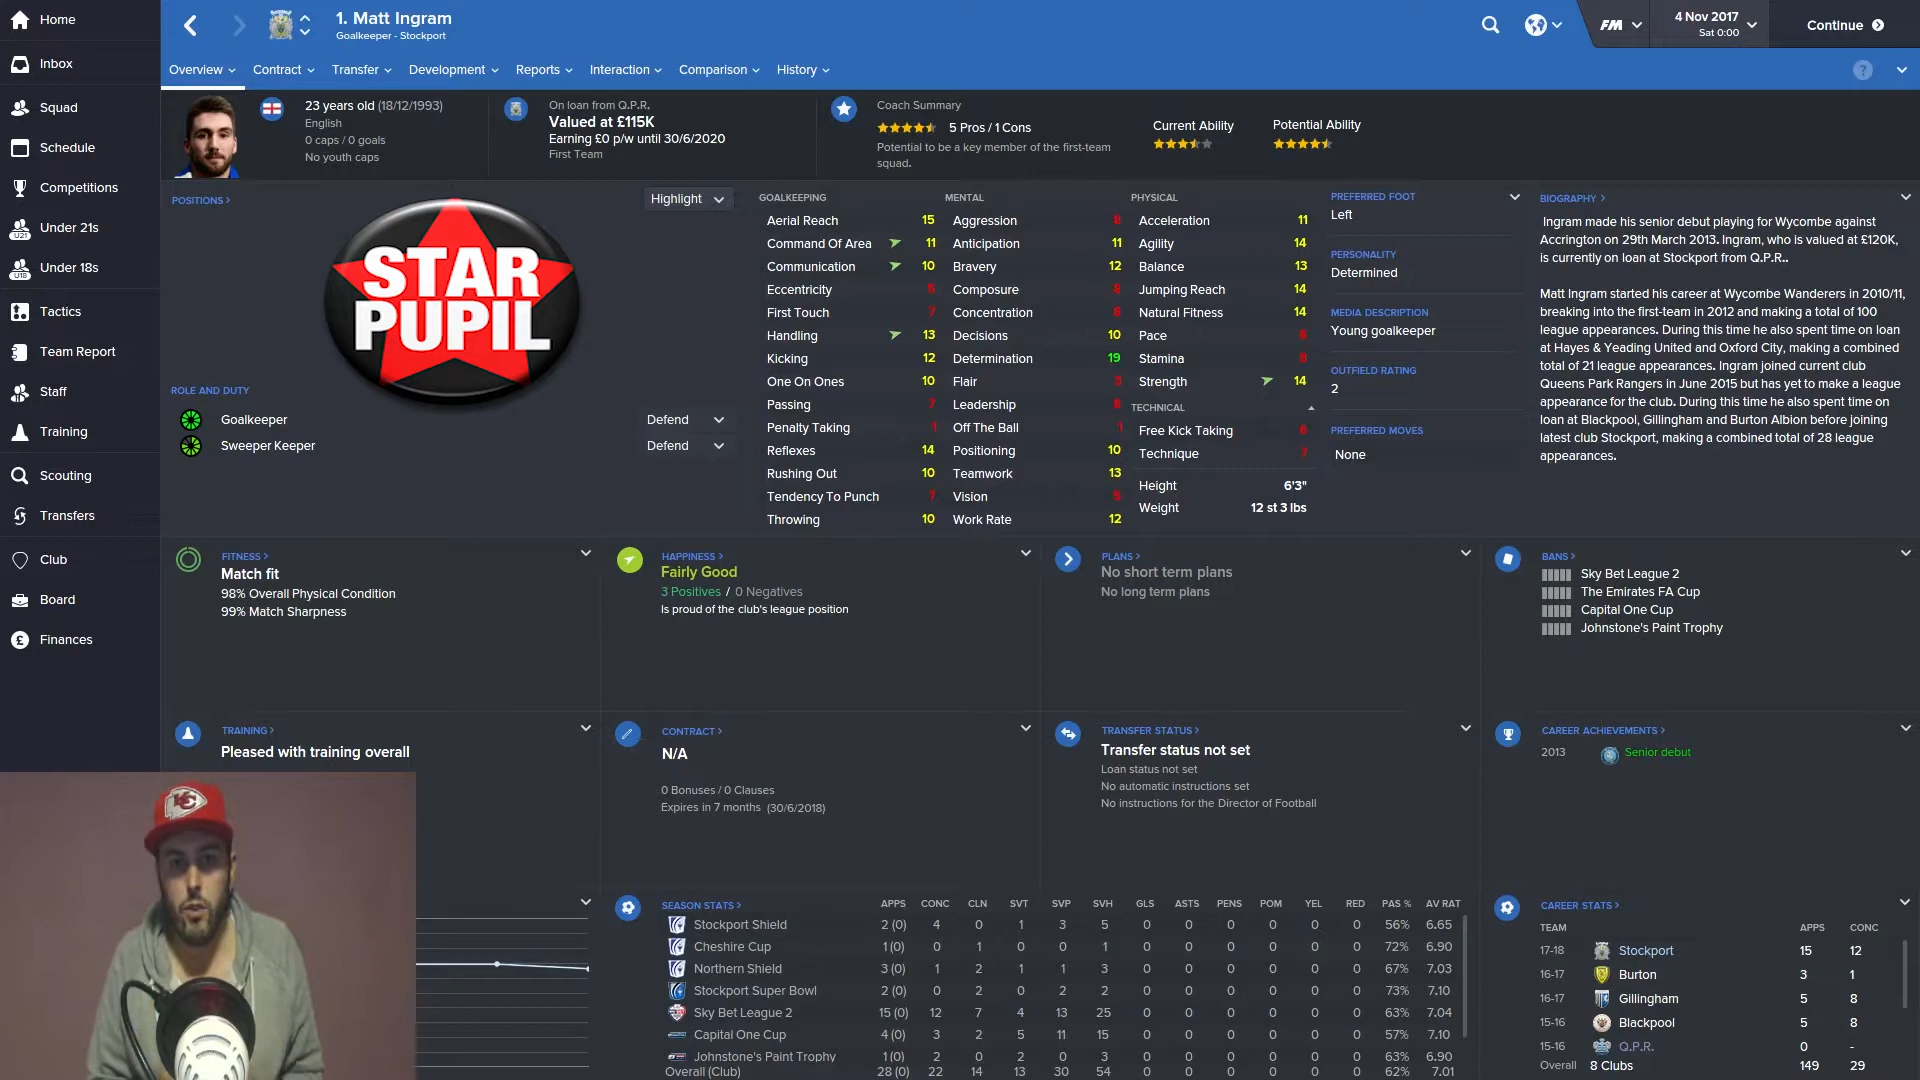 Home
Inbox
Squad
Schedule
Competitions
Under 21s
Under 18s
Tactics
Team Report
Staff
Training
Scouting
Transfers
Club
Board
Finances
1. Matt Ingram
Goalkeeper - Stockport
FM
4 Nov 2017
Sat 0:00
Continue
Overview Contract Transfer Development Reports Interaction Comparison History
?
23 years old (18/12/1993)
English
0 caps / 0 goals
No youth caps
On loan from Q.P.R.
Valued at £115K
Earning £0 p/w until 30/6/2020
First Team
Coach Summary
5 Pros / 1 Cons
Potential to be a key member of the first-team
squad.
Current Ability
Potential Ability
POSITIONS >
Highlight
STAR
PUPIL
ROLE AND DUTY
Goalkeeper Defend
Sweeper Keeper Defend
GOALKEEPING
Aerial Reach 15
Command Of Area 11
Communication 10
Eccentricity
First Touch 7
Handling 13
Kicking 12
One On Ones 10
Passing 7
Penalty Taking 1
Reflexes 14
Rushing Out 10
Tendency To Punch 7
Throwing 10
MENTAL
Aggression 8
Anticipation 11
Bravery 12
Composure 8
Concentration 8
Decisions 10
Determination 19
Flair 3
Leadership 8
Off The Ball 1
Positioning 10
Teamwork 13
Vision 5
Work Rate 12
PHYSICAL
Acceleration 11
Agility 14
Balance 13
Jumping Reach 14
Natural Fitness 14
Pace
Stamina
Strength 14
TECHNICAL
Free Kick Taking 6
Technique 7
Height 6'3"
Weight 12 st 3 lbs
PREFERRED FOOT
Left
PERSONALITY
Determined
MEDIA DESCRIPTION
Young goalkeeper
OUTFIELD RATING
2
PREFERRED MOVES
None
BIOGRAPHY >
Ingram made his senior debut playing for Wycombe against
Accrington on 29th March 2013. Ingram, who is valued at £120K,
is currently on loan at Stockport from Q.P.R..
Matt Ingram started his career at Wycombe Wanderers in 2010/11,
breaking into the first-team in 2012 and making a total of 100
league appearances. During this time he also spent time on loan
at Hayes & Yeading United and Oxford City, making a combined
total of 21 league appearances. Ingram joined current club
Queens Park Rangers in June 2015 but has yet to make a league
appearance for the club. During this time he also spent time on
loan at Blackpool, Gillingham and Burton Albion before joining
latest club Stockport, making a combined total of 28 league
appearances.
FITNESS >
Match fit
98% Overall Physical Condition
99% Match Sharpness
HAPPINESS >
Fairly Good
3 Positives / 0 Negatives
Is proud of the club's league position
PLANS >
No short term plans
No long term plans
BANS >
Sky Bet League 2
The Emirates FA Cup
Capital One Cup
Johnstone's Paint Trophy
TRAINING >
Pleased with training overall
CONTRACT >
N/A
0 Bonuses / 0 Clauses
Expires in 7 months (30/6/2018)
TRANSFER STATUS >
Transfer status not set
Loan status not set
No automatic instructions set
No instructions for the Director of Football
CAREER ACHIEVEMENTS >
2013 Senior debut
SEASON STATS > APPS CONC CLN SVT SVP SVH GLS ASTS PENS POM YEL RED PAS % AV RAT
Stockport Shield 2 (0) 4 0 1 3 5 0 0 0 0 0 0 56% 6.65
Cheshire Cup 1 (0) 0 1 0 0 1 0 0 0 0 0 0 72% 6.90
Northern Shield 3 (0) 1 2 1 1 3 0 0 0 0 0 0 67% 7.03
Stockport Super Bowl 2 (0) 0 2 0 2 2 0 0 0 0 0 0 73% 7.10
Sky Bet League 2 15 (0) 12 7 4 13 25 0 0 0 0 0 0 63% 7.04
Capital One Cup 4 (0) 3 2 5 11 15 0 0 0 0 0 0 57% 7.10
Johnstone's Paint Trophy 1 (0) 2 0 2 0 3 0 0 0 0 0 0 63% 6.90
Overall (Club) 28 (0) 22 14 13 30 54 0 0 0 0 0 0 62% 7.01
CAREER STATS >
TEAM APPS CONC
17-18 Stockport 15 12
16-17 Burton 3 1
16-17 Gillingham 5 8
15-16 Blackpool 5 8
15-16 Q.P.R. 0 -
Overall 8 Clubs 149 29